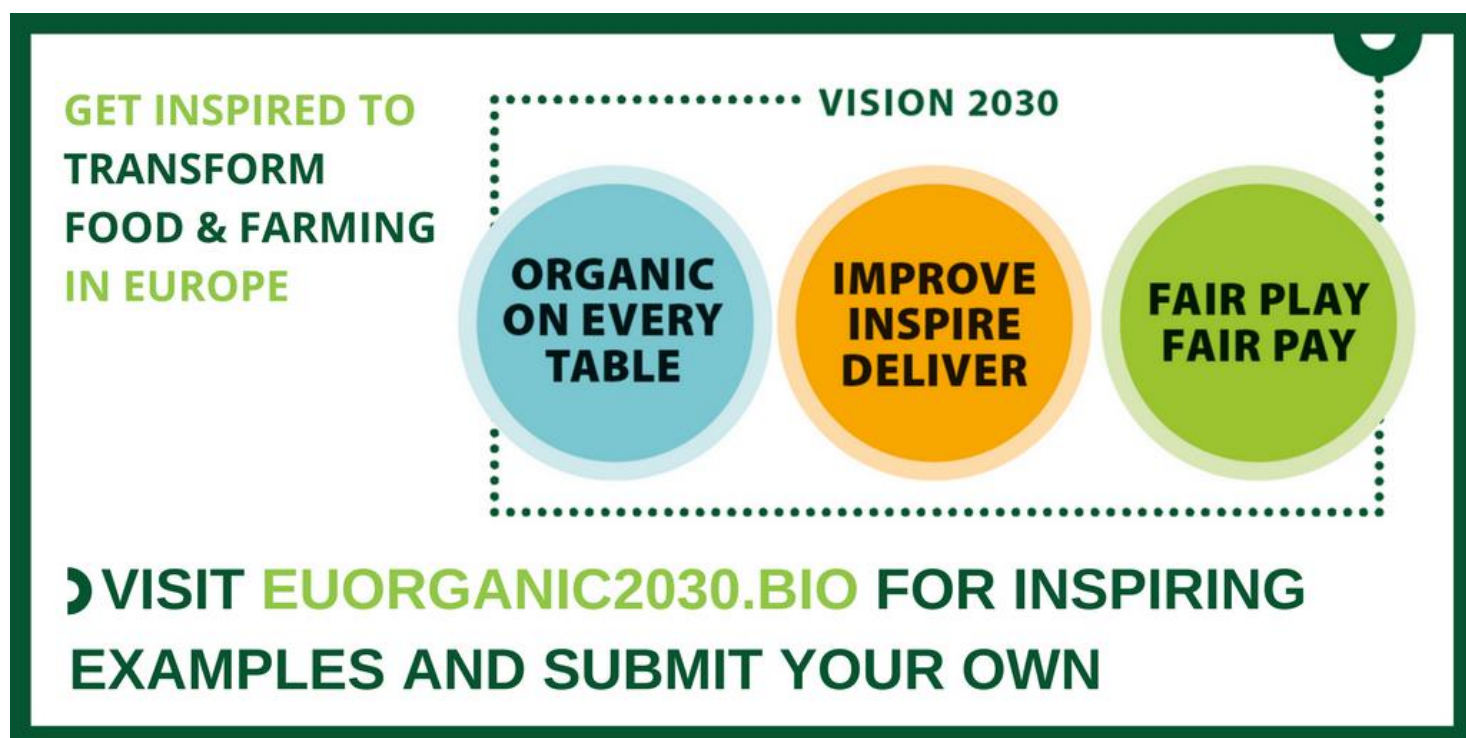 GET INSPIRED TO
TRANSFORM
FOOD & FARMING
IN EUROPE
VISION 2030
ORGANIC
ON EVERY
TABLE
IMPROVE
INSPIRE
DELIVER
FAIR PLAY
FAIR PAY
VISIT EUORGANIC2030.BIO FOR INSPIRING
EXAMPLES AND SUBMIT YOUR OWN